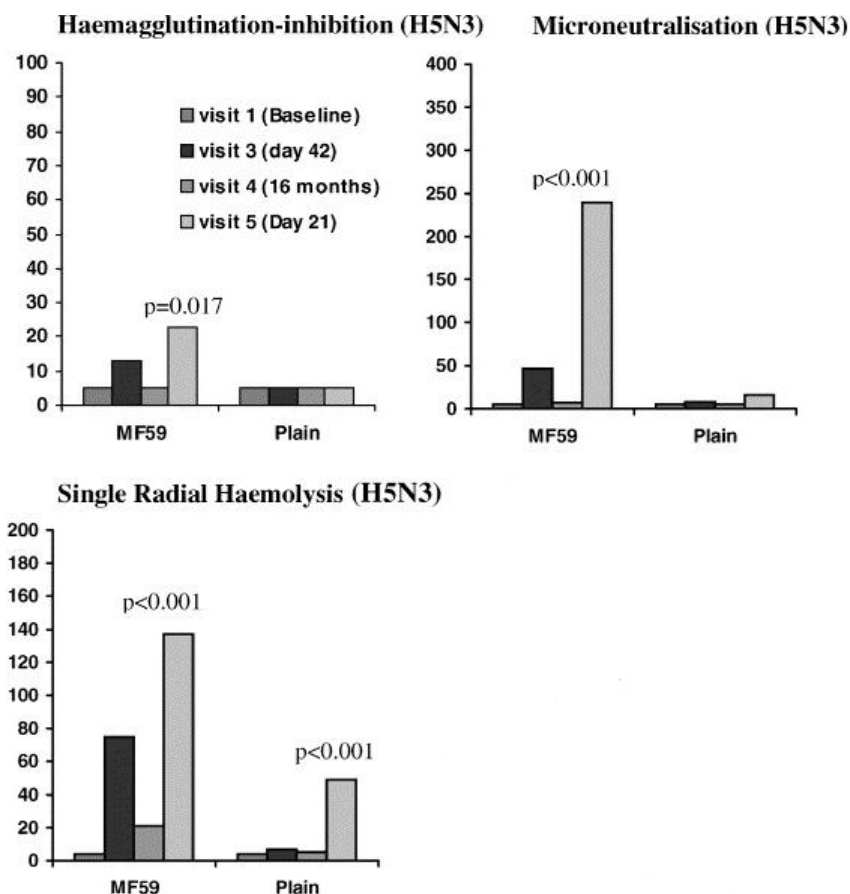 Haemagglutination-inhibition (H5N3)
100
90
80
70
60
50
40
30
20
10
0
visit 1 (Baseline)
visit 3 (day 42)
visit 4 (16 months)
visit 5 (Day 21)
p=0.017
MF59 Plain
Microneutralisation (H5N3)
400
350
300
250
200
150
100
50
0
p<0.001
MF59 Plain
Single Radial Haemolysis (H5N3)
200
180
160
140
120
100
80
60
40
20
0
p<0.001
p<0.001
MF59 Plain